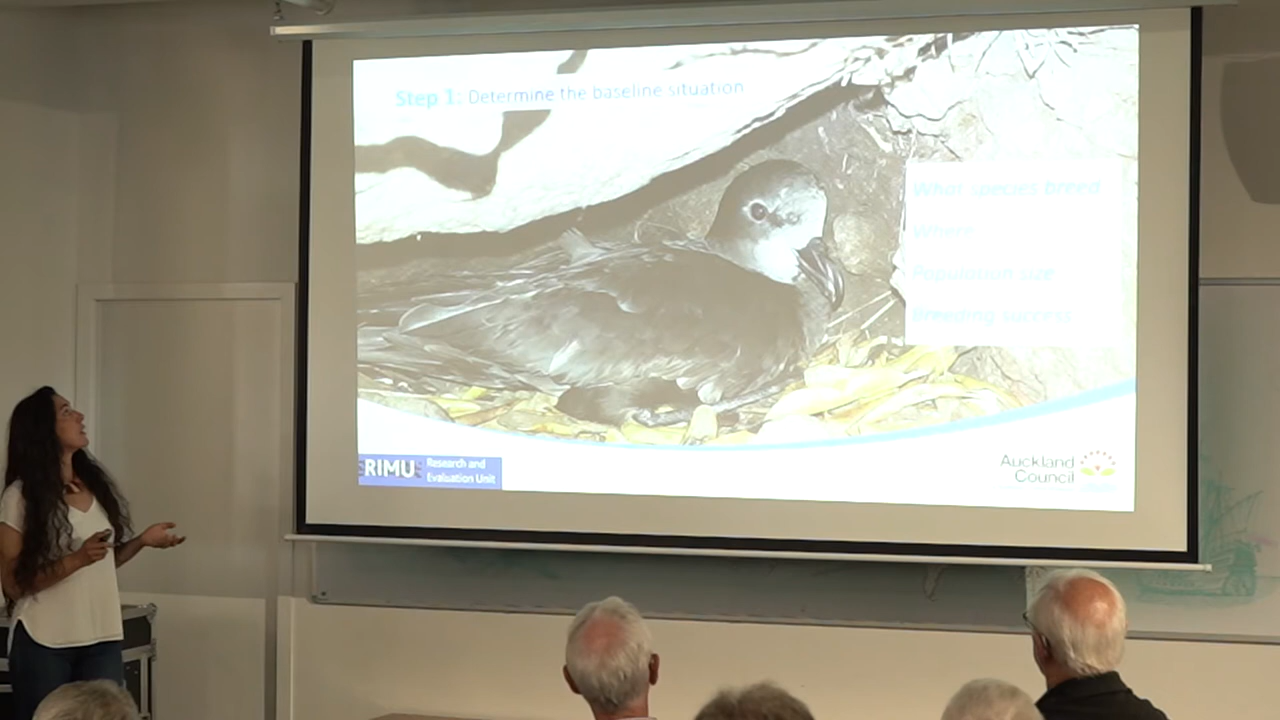 Step 1: Determine the baseline situation
What species breed
Where
Population size
Breeding success
RIMU
Research and
Evaluation Unit
Auckland
Council